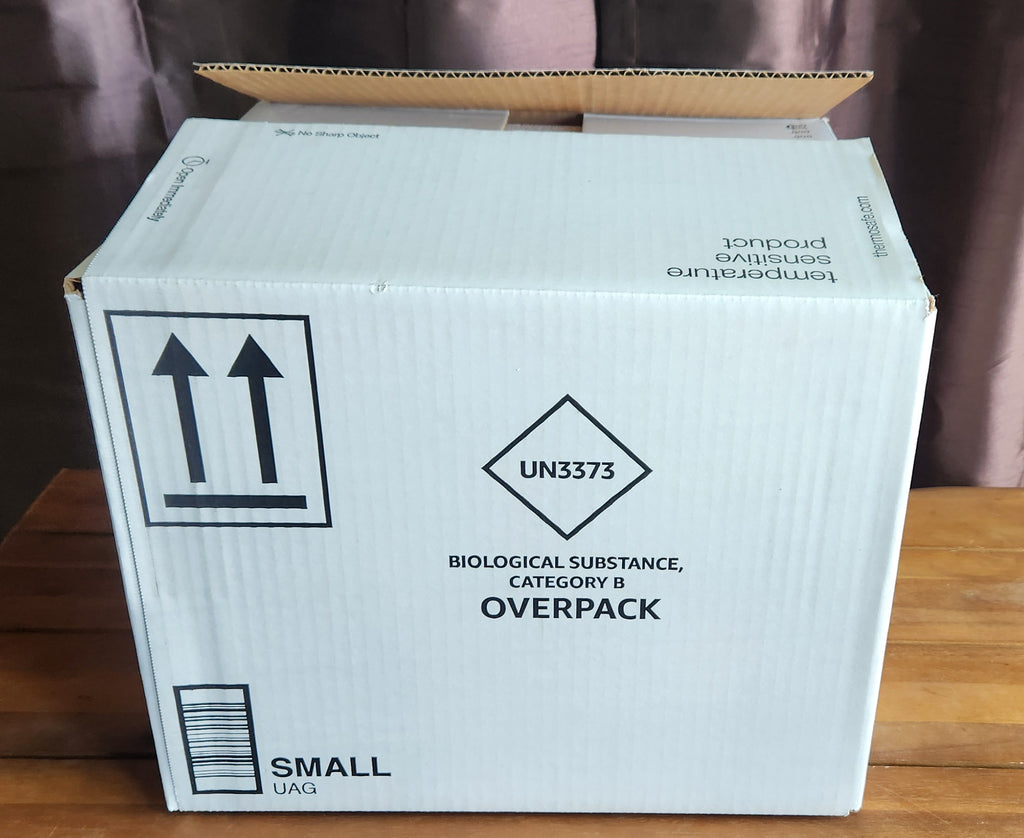 No Sharp Object
Open Immediately
thermosafe.com
temperature
sensitive
product
UN3373
BIOLOGICAL SUBSTANCE,
CATEGORY B
OVERPACK
SMALL
UAG